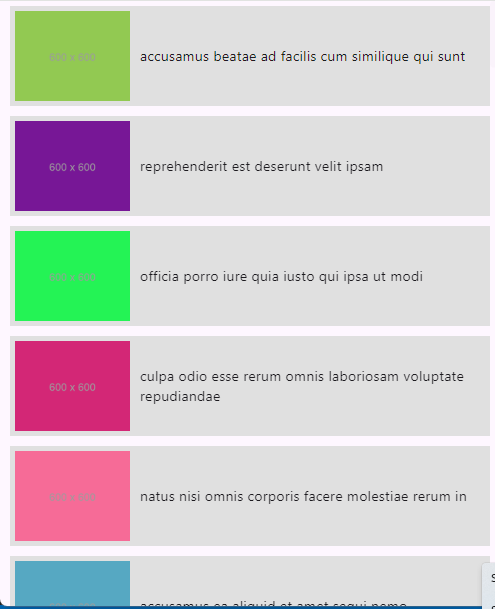 600 x 600
accusamus beatae ad facilis cum similique qui sunt
600 x 600
reprehenderit est deserunt velit ipsam
600 x 600
officia porro iure quia iusto qui ipsa ut modi
600 x 600
culpa odio esse rerum omnis laboriosam voluptate
repudiandae
600 x 600
natus nisi omnis corporis facere molestiae rerum in
accusamus ea aliquid et amet sequi nemo